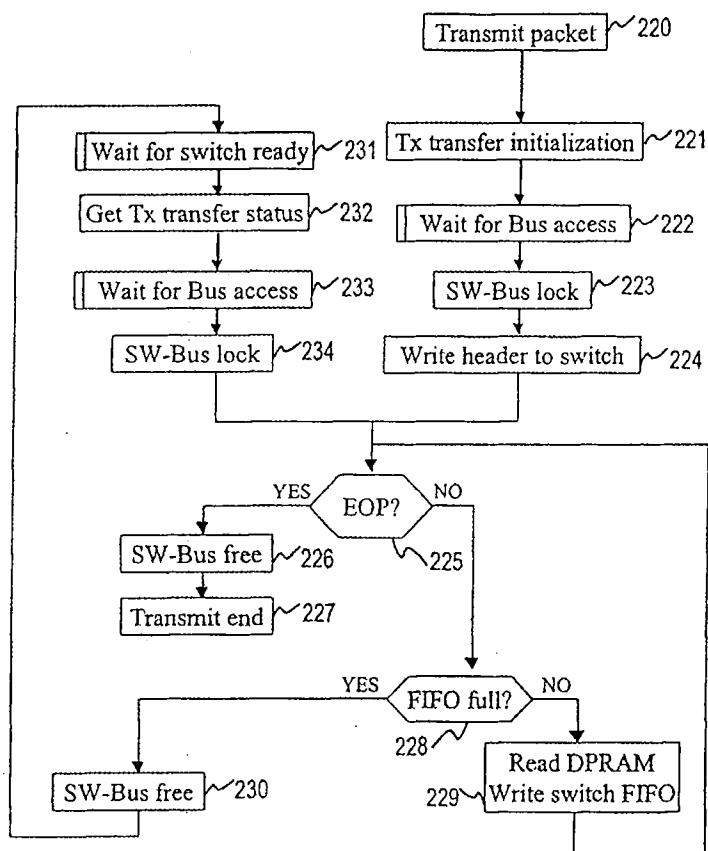 Transmit packet 220
Tx transfer initialization 221
Wait for Bus access 222
SW-Bus lock 223
Write header to switch 224
Wait for switch ready 231
Get Tx transfer status 232
Wait for Bus access 233
SW-Bus lock 234
EOP? 225
YES
NO
SW-Bus free 226
Transmit end 227
FIFO full? 228
YES
NO
Read DPRAM
Write switch FIFO
229
SW-Bus free 230